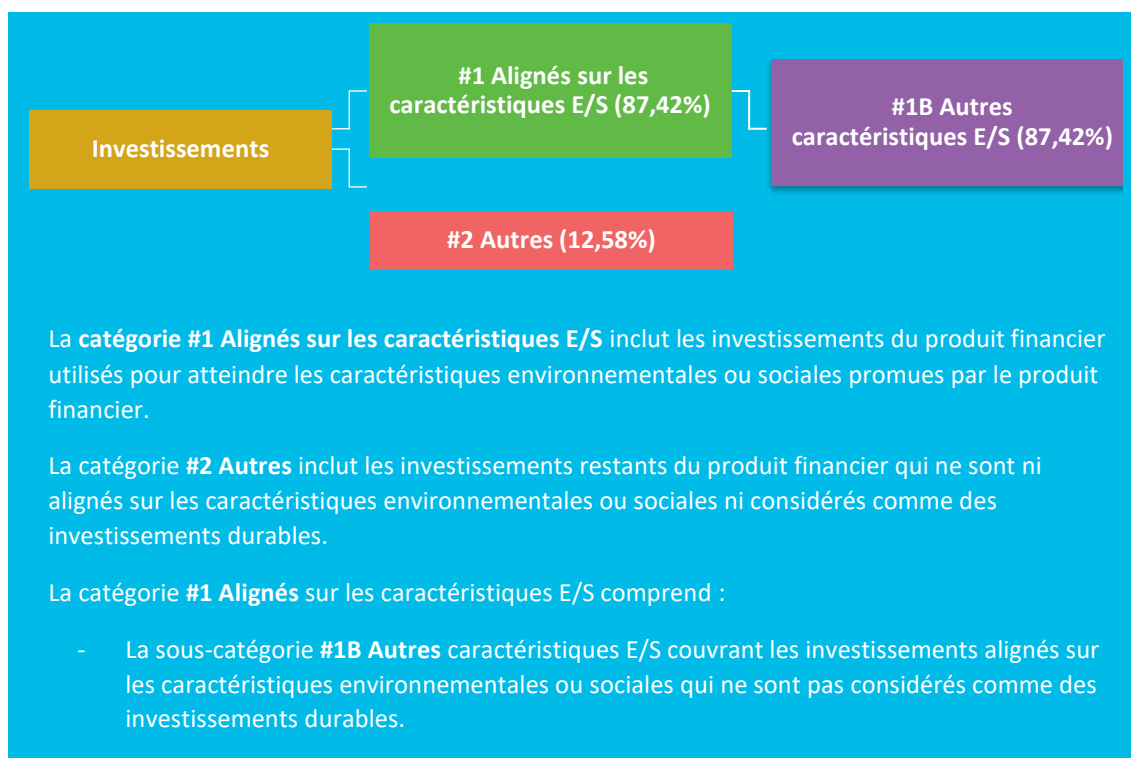 #1 Alignés sur les
caractéristiques E/S (87,42%)
#1B Autres
caractéristiques E/S (87,42%)
Investissements
#2 Autres (12,58%)
La catégorie #1 Alignés sur les caractéristiques E/S inclut les investissements du produit financier
utilisés pour atteindre les caractéristiques environnementales ou sociales promues par le produit
financier.
La catégorie #2 Autres inclut les investissements restants du produit financier qui ne sont ni
alignés sur les caractéristiques environnementales ou sociales ni considérés comme des
investissements durables.
La catégorie #1 Alignés sur les caractéristiques E/S comprend :
- La sous-catégorie #1B Autres caractéristiques E/S couvrant les investissements alignés sur
les caractéristiques environnementales ou sociales qui ne sont pas considérés comme des
investissements durables.